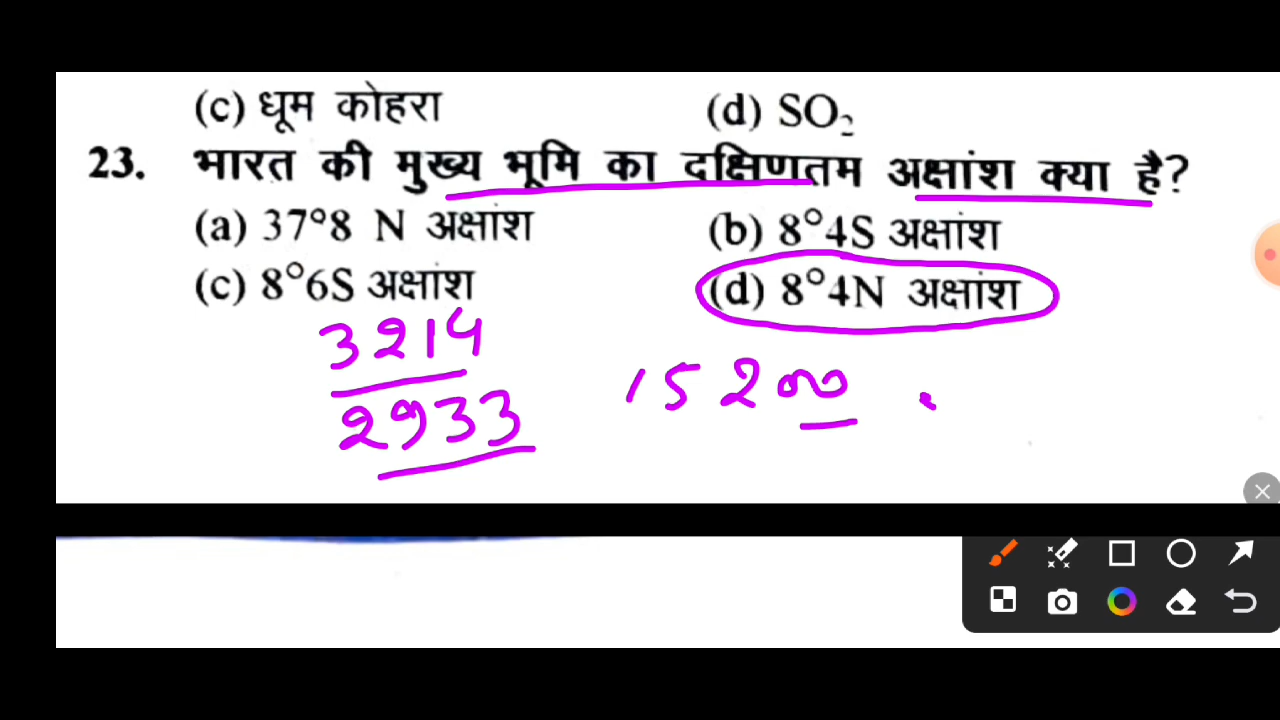 (c) धूम कोहरा (d) SO₂
23. भारत की मुख्य भूमि का दक्षिणतम अक्षांश क्या है?
(a) 37°8 N अक्षांश (b) 8°4S अक्षांश
(c) 8°6S अक्षांश (d) 8°4N अक्षांश
3214
2933 15200